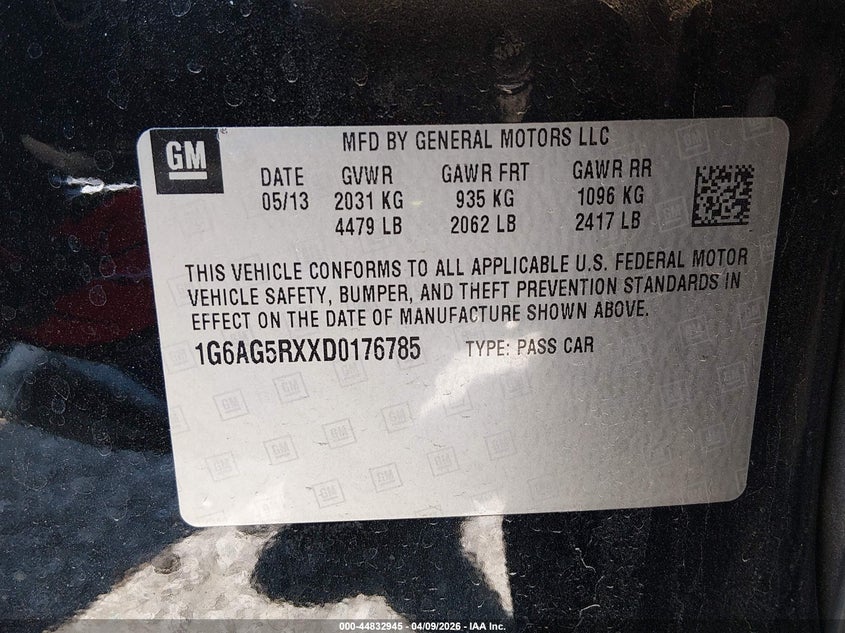 GM
MFD BY GENERAL MOTORS LLC
DATE GVWR GAWR FRT GAWR RR
05/13 2031 KG 935 KG 1096 KG
4479 LB 2062 LB 2417 LB
THIS VEHICLE CONFORMS TO ALL APPLICABLE U.S. FEDERAL MOTOR
VEHICLE SAFETY, BUMPER, AND THEFT PREVENTION STANDARDS IN
EFFECT ON THE DATE OF MANUFACTURE SHOWN ABOVE.
1G6AG5RXXD0176785 TYPE: PASS CAR
000-44832945 - 04/09/2026 - IAA Inc.